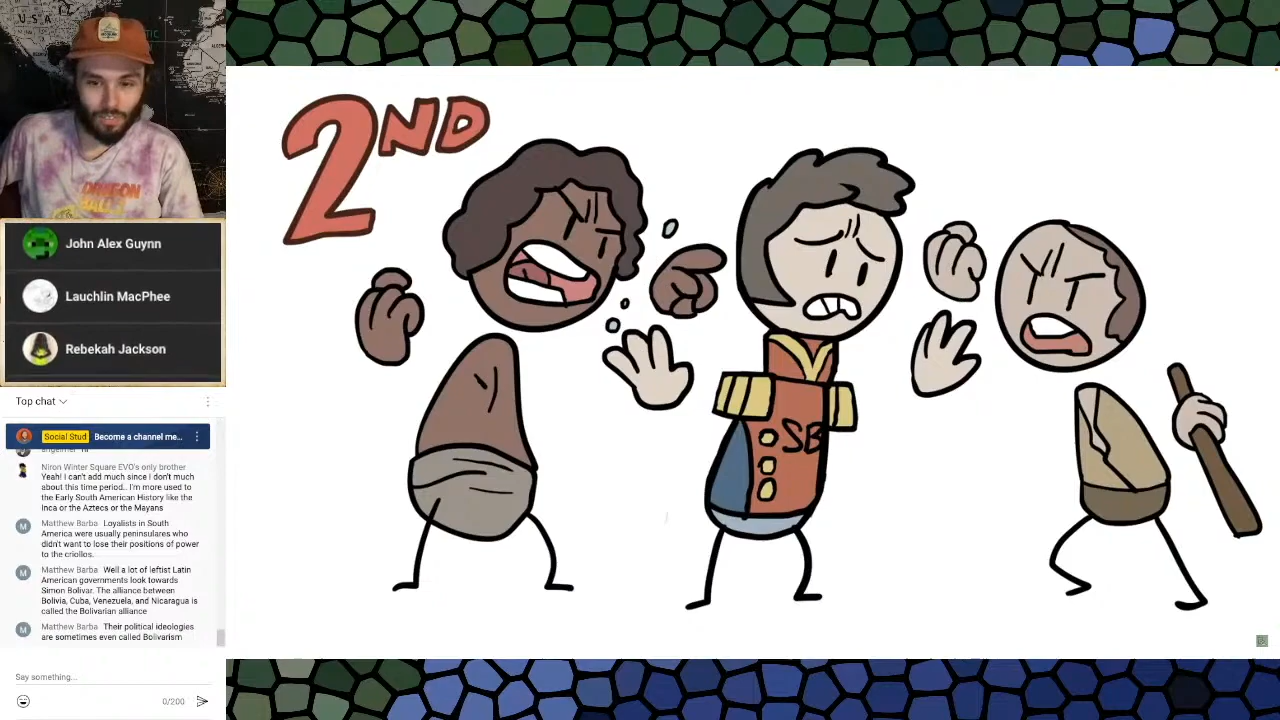 U.S.A
DRAGON
BALL Z
John Alex Guynn
Lauchlin MacPhee
Rebekah Jackson
Top chat
Social Stud Become a channel me...
Niron Winter Square EVO's only brother
Yeah! I can't add much since I don't much
about this time period.. I'm more used to
the Early South American History like the
Inca or the Aztecs or the Mayans
M Matthew Barba Loyalists in South
America were usually peninsulares who
didn't want to lose their positions of power
to the criollos.
M Matthew Barba Well a lot of leftist Latin
American governments look towards
Simon Bolivar. The alliance between
Bolivia, Cuba, Venezuela, and Nicaragua is
called the Bolivarian alliance
M Matthew Barba Their political ideologies
are sometimes even called Bolivarism
Say something...
0/200
2ND
SB